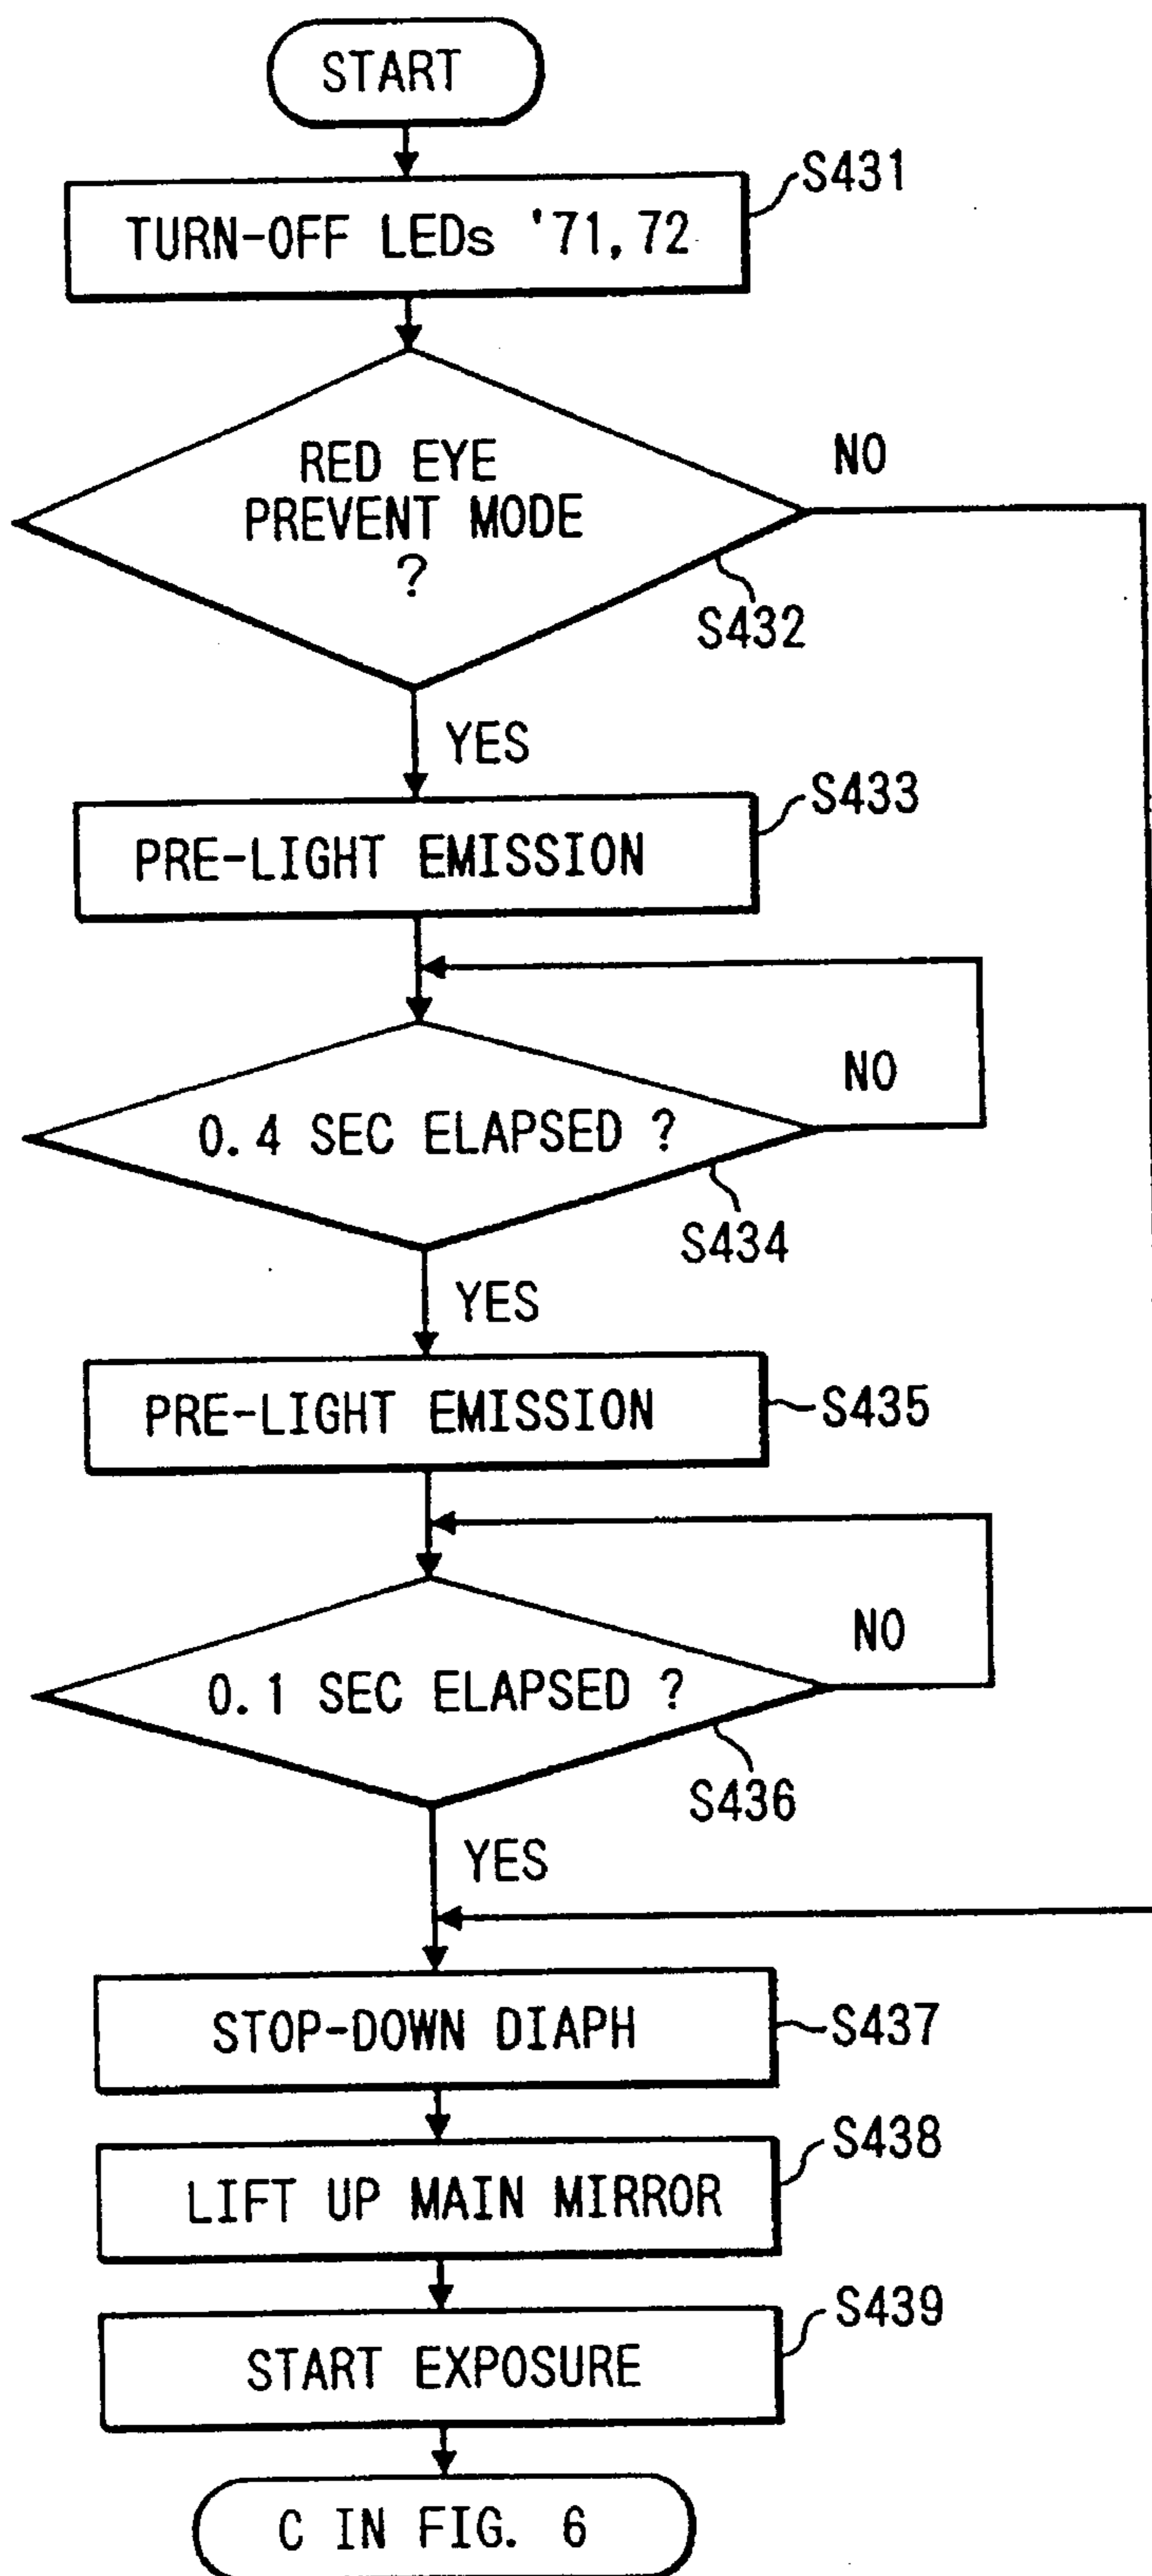 START
S431
TURN-OFF LEDs '71, 72
RED EYE
PREVENT MODE
?
NO
S432
YES
S433
PRE-LIGHT EMISSION
NO
0.4 SEC ELAPSED ?
S434
YES
PRE-LIGHT EMISSION
S435
NO
0.1 SEC ELAPSED ?
S436
YES
STOP-DOWN DIAPH
S437
S438
LIFT UP MAIN MIRROR
S439
START EXPOSURE
C IN FIG. 6